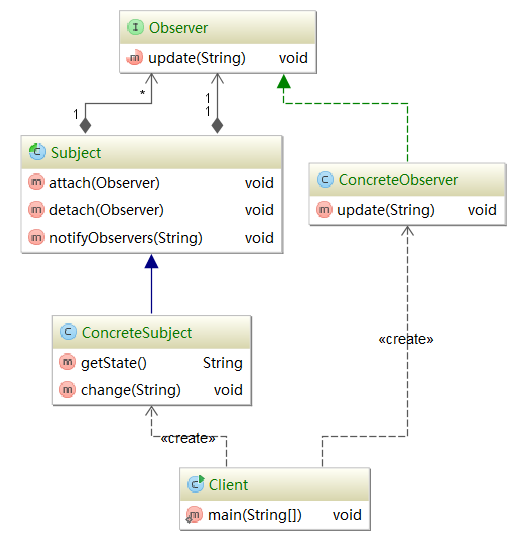 I Observer
m update(String) void
1
*
1
1
C Subject
m attach(Observer) void
m detach(Observer) void
m notifyObservers(String) void
C ConcreteObserver
m update(String) void
C ConcreteSubject
m getState() String
m change(String) void
«create»
«create»
C Client
m main(String[]) void